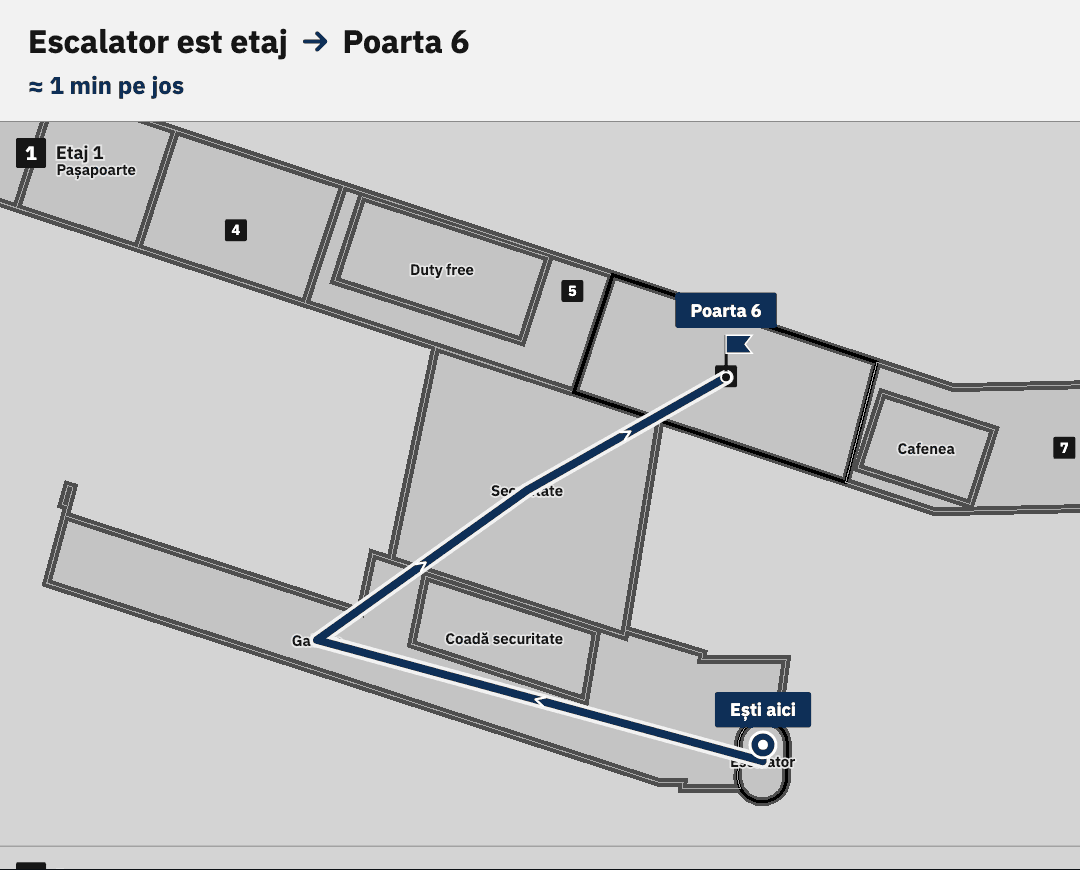 Escalator est etaj → Poarta 6
≈ 1 min pe jos
1 Etaj 1
Pașapoarte
4
Duty free
5
Poarta 6
Cafenea
7
Coadă securitate
Ești aici